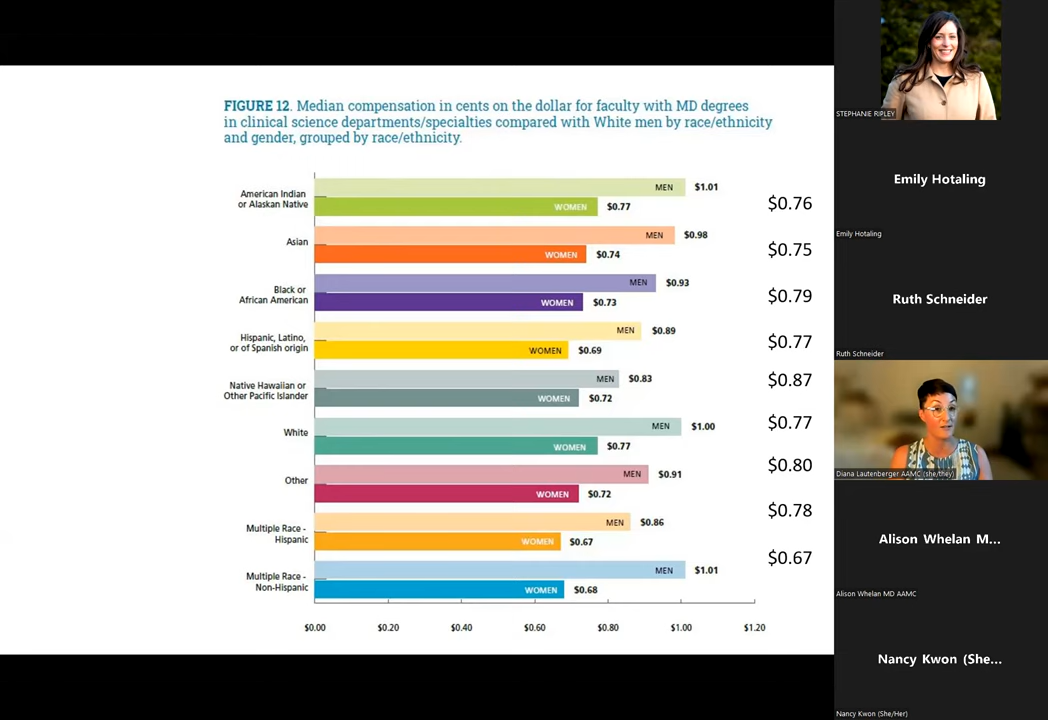 FIGURE 12. Median compensation in cents on the dollar for faculty with MD degrees
in clinical science departments/specialties compared with White men by race/ethnicity
and gender, grouped by race/ethnicity.
American Indian
or Alaskan Native
MEN $1.01
WOMEN $0.77
$0.76
Asian
MEN $0.98
WOMEN $0.74
$0.75
Black or
African American
MEN $0.93
WOMEN $0.73
$0.79
Hispanic, Latino,
or of Spanish origin
MEN $0.89
WOMEN $0.69
$0.77
Native Hawaiian or
Other Pacific Islander
MEN $0.83
WOMEN $0.72
$0.87
White
MEN $1.00
WOMEN $0.77
$0.77
Other
MEN $0.91
WOMEN $0.72
$0.80
Multiple Race -
Hispanic
MEN $0.86
WOMEN $0.67
$0.78
Multiple Race -
Non-Hispanic
MEN $1.01
WOMEN $0.68
$0.67
$0.00 $0.20 $0.40 $0.60 $0.80 $1.00 $1.20
STEPHANIE RIPLEY
Emily Hotaling
Emily Hotaling
Ruth Schneider
Ruth Schneider
Diana Lautenberger AAMC (she/they)
Alison Whelan M...
Alison Whelan MD AAMC
Nancy Kwon (She...
Nancy Kwon (She/Her)